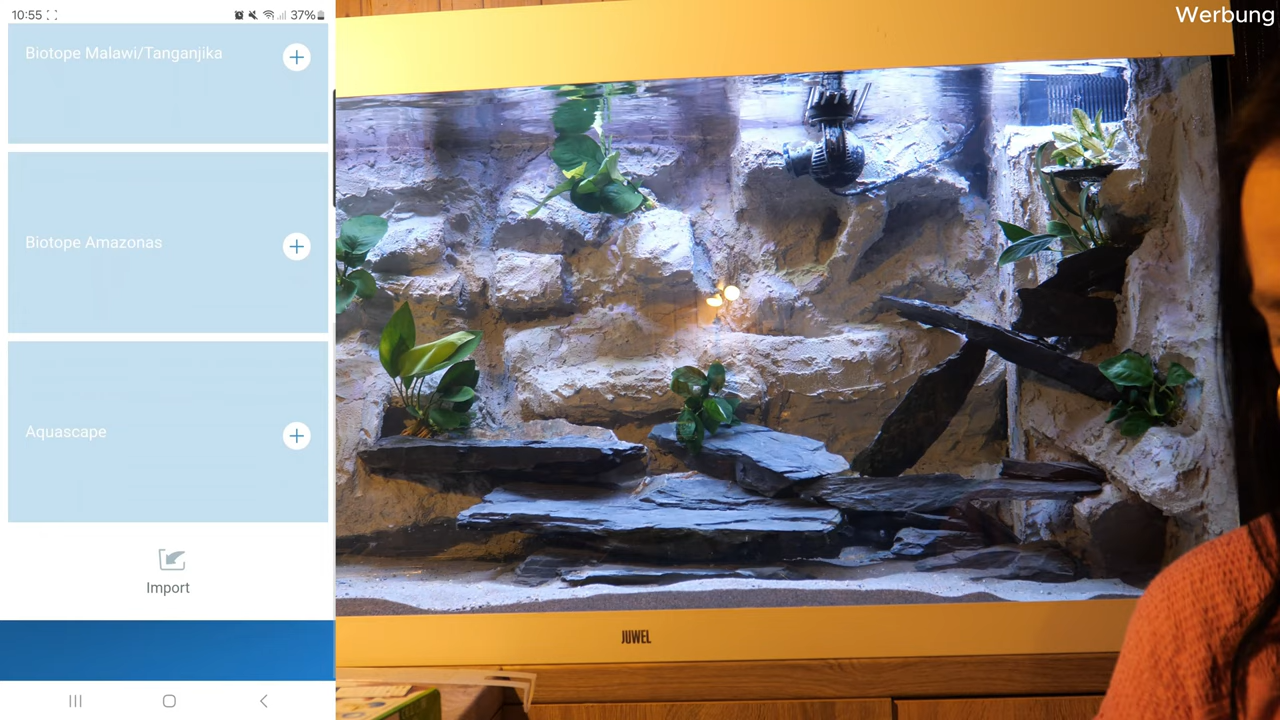 10:55
37%
Werbung
Biotope Malawi/Tanganjika
Biotope Amazonas
Aquascape
Import
JUWEL